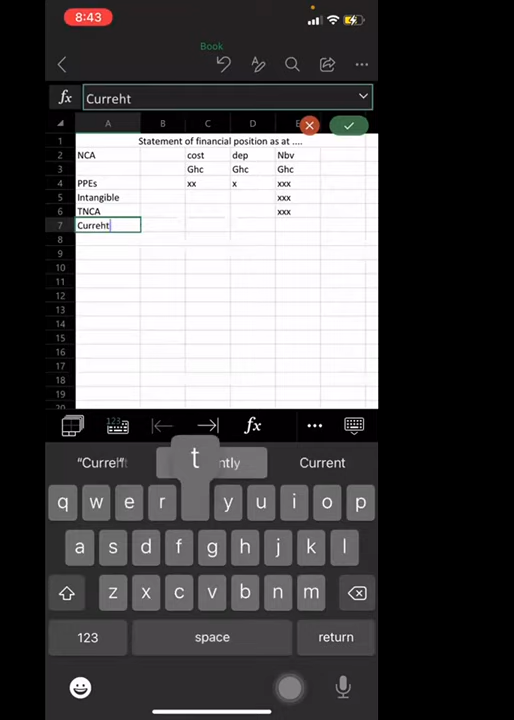 8:43
Book
fx Curreht
A B C D E
1 Statement of financial position as at ....
2 NCA cost dep Nbv
3 Ghc Ghc Ghc
4 PPEs xx x xxx
5 Intangible xxx
6 TNCA xxx
7 Curreht
8
9
10
11
12
13
14
15
16
17
18
19
20
123 fx
t Current
q w e r y u i o p
a s d f g h j k l
z x c v b n m
123 space return